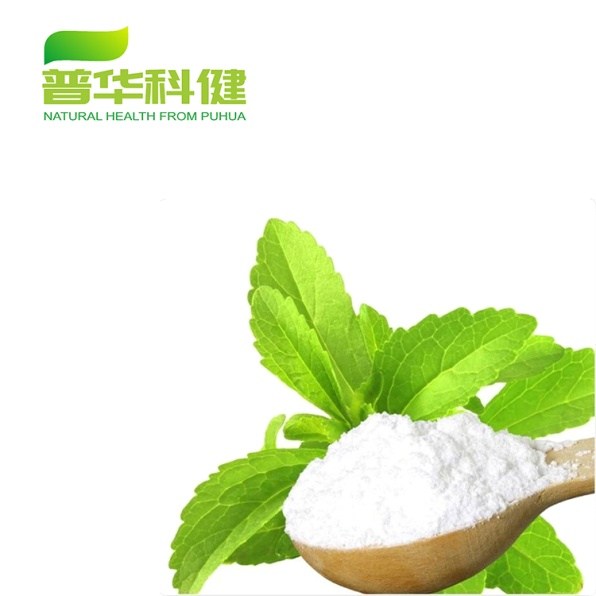 普华科健
NATURAL HEALTH FROM PUHUA